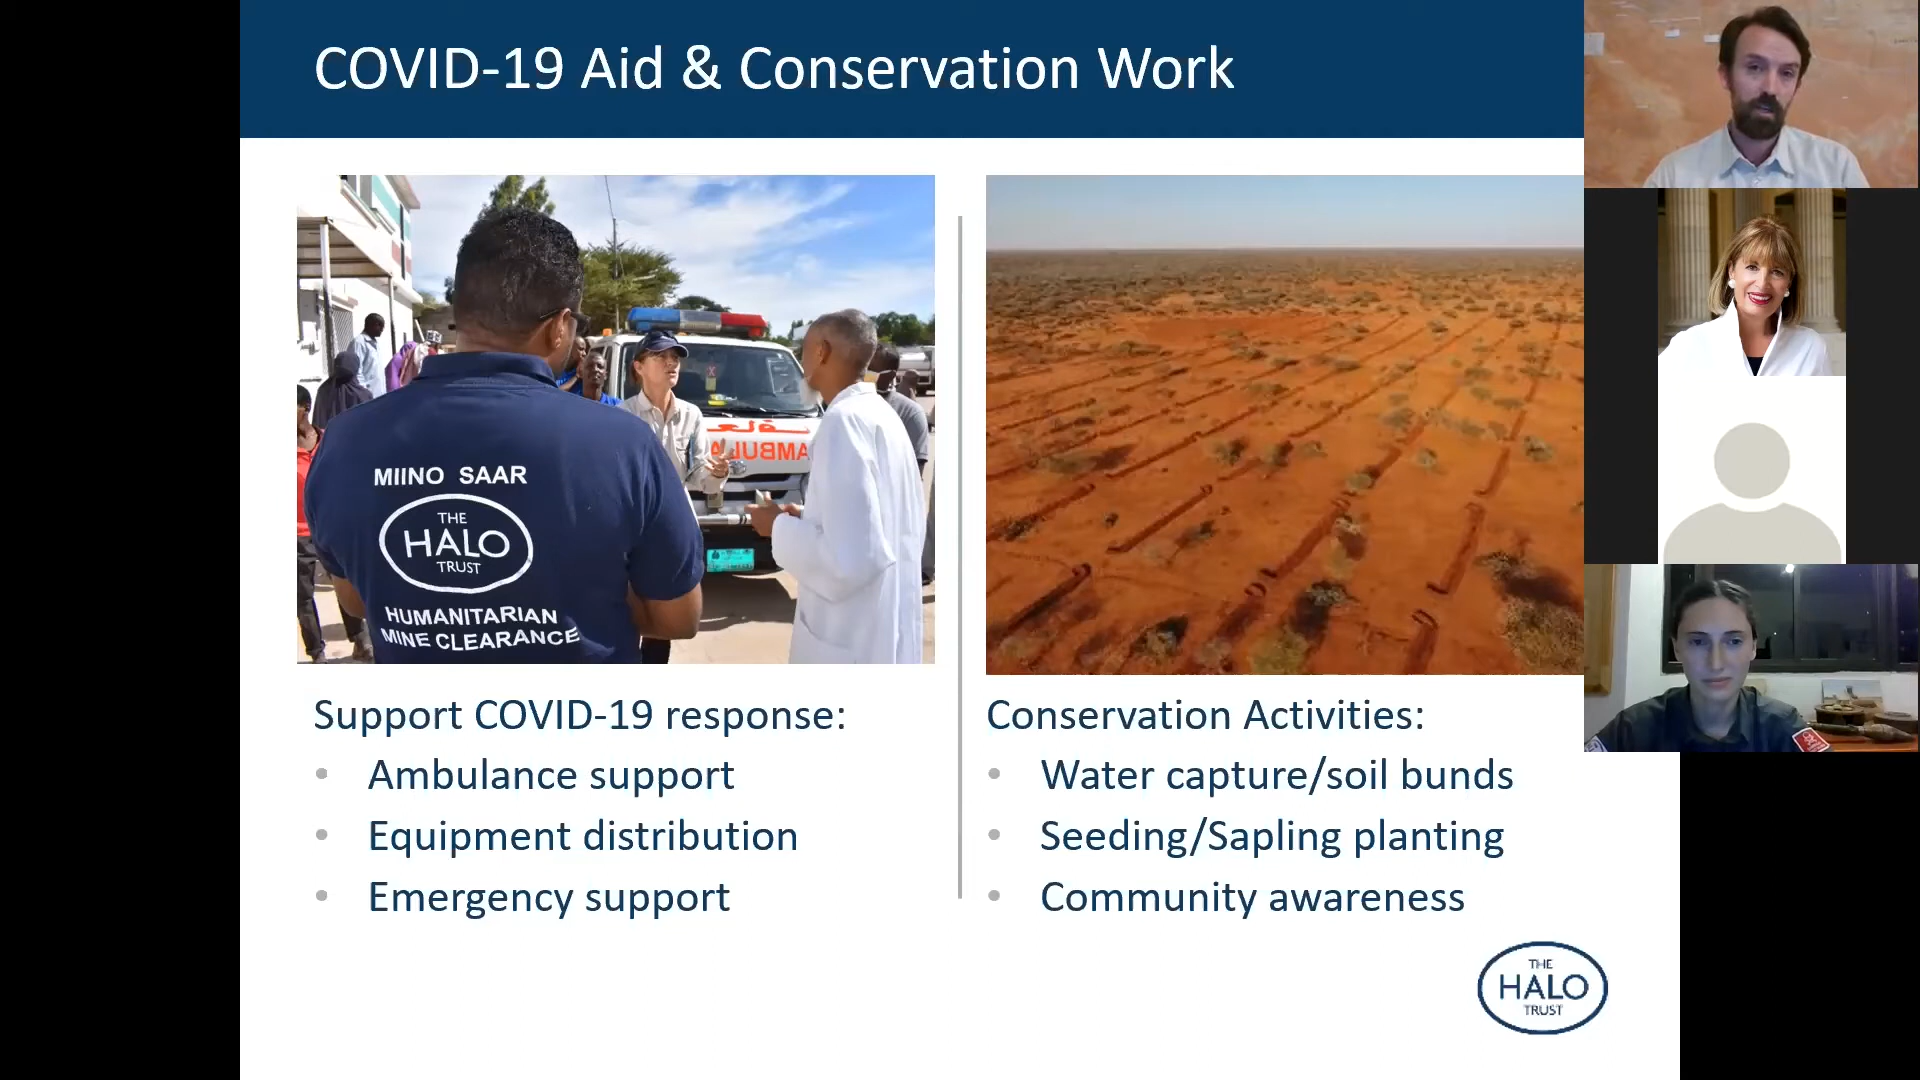 COVID-19 Aid & Conservation Work
MIINO SAAR
THE
HALO
TRUST
HUMANITARIAN
MINE CLEARANCE
Support COVID-19 response:
• Ambulance support
• Equipment distribution
• Emergency support
Conservation Activities:
• Water capture/soil bunds
• Seeding/Sapling planting
• Community awareness
THE
HALO
TRUST